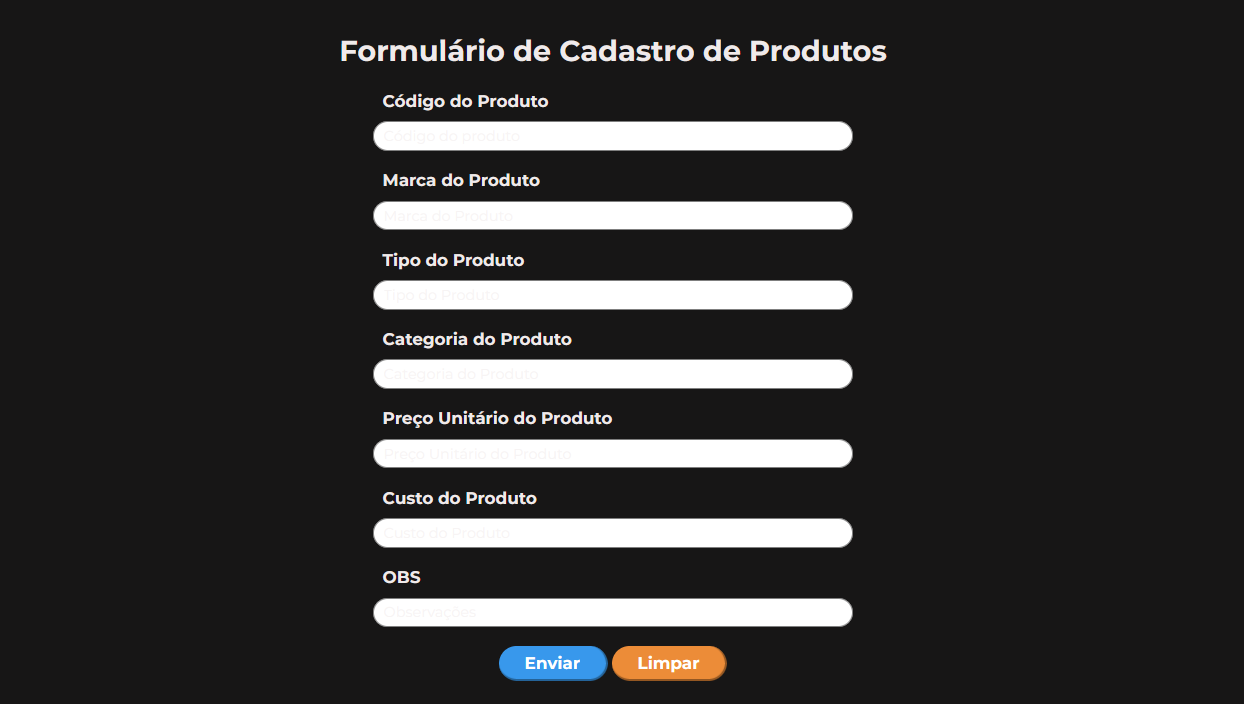 Formulário de Cadastro de Produtos
Código do Produto
Código do produto
Marca do Produto
Marca do Produto
Tipo do Produto
Tipo do Produto
Categoria do Produto
Categoria do Produto
Preço Unitário do Produto
Preço Unitário do Produto
Custo do Produto
Custo do Produto
OBS
Observações
Enviar Limpar